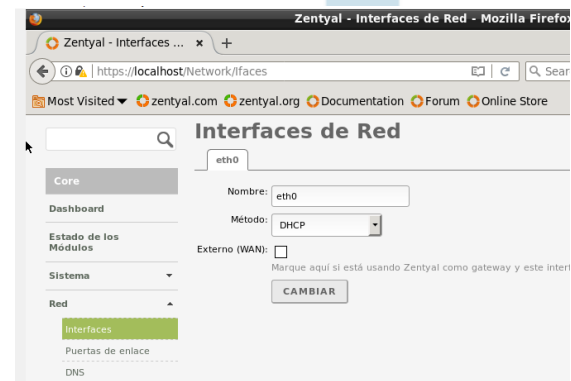 Zentyal - Interfaces de Red - Mozilla Firefox
Zentyal - Interfaces ... × +
https://localhost/Network/Ifaces
Sear
Most Visited zentyal.com zentyal.org Documentation Forum Online Store
Interfaces de Red
eth0
Core
Dashboard
Estado de los
Módulos
Sistema
Red
Interfaces
Puertas de enlace
DNS
Nombre: eth0
Método: DHCP
Externo (WAN):
Marque aquí si está usando Zentyal como gateway y este interf
CAMBIAR